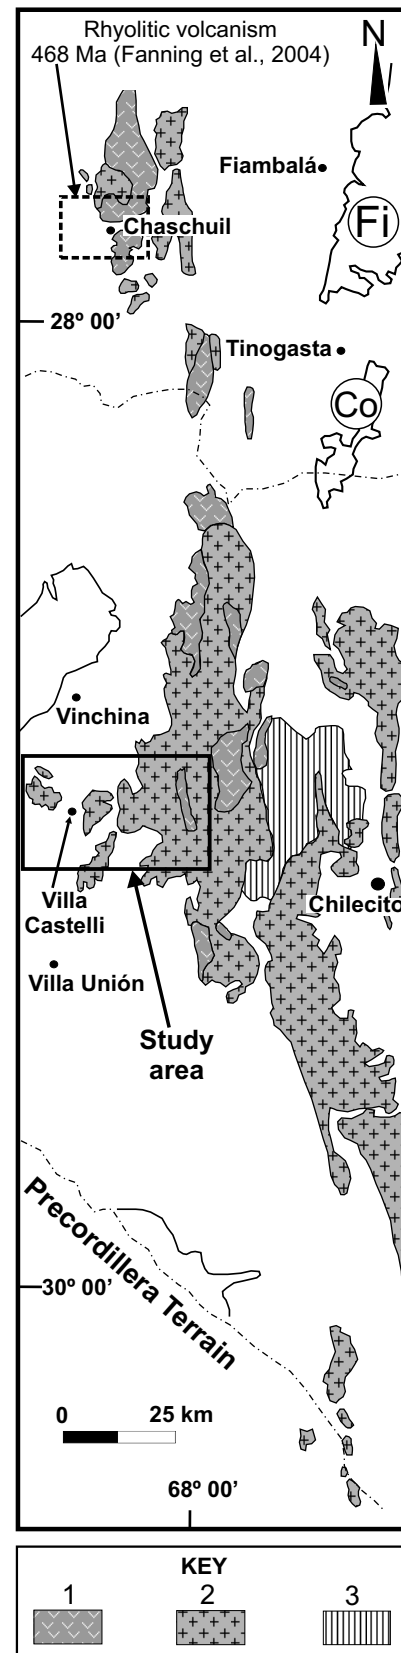 Rhyolitic volcanism
468 Ma (Fanning et al., 2004)
N
Fiambalá
Fi
Chaschuil
28º 00’
Tinogasta
Co
Vinchina
Villa
Castelli
Chilecito
Villa Unión
Study
area
Precordillera Terrain
30º 00’
0 25 km
68º 00’
KEY
1 2 3